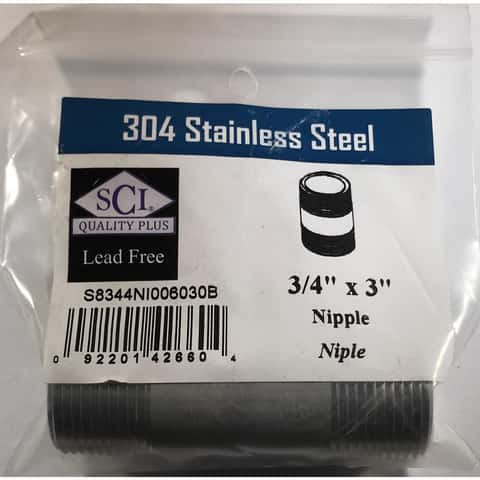 304 Stainless Steel
SCI
QUALITY PLUS
Lead Free
S8344NI006030B
0 92201 42660 4
3/4" x 3"
Nipple
Niple